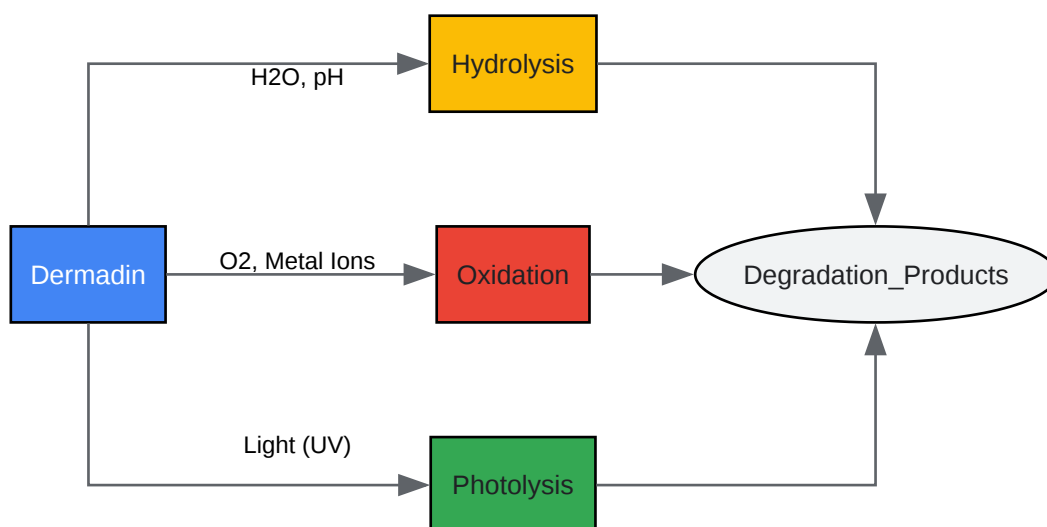 H2O, pH
Hydrolysis
Dermadin
O2, Metal Ions
Oxidation
Degradation_Products
Light (UV)
Photolysis